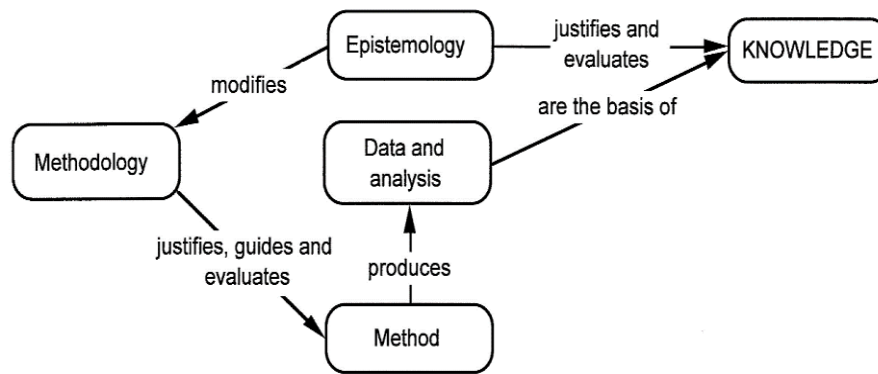 Epistemology
justifies and
evaluates
KNOWLEDGE
modifies
are the basis of
Methodology
Data and
analysis
justifies, guides and
evaluates
produces
Method